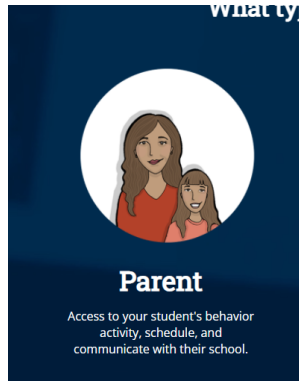 What
Parent
Access to your student's behavior
activity, schedule, and
communicate with their school.